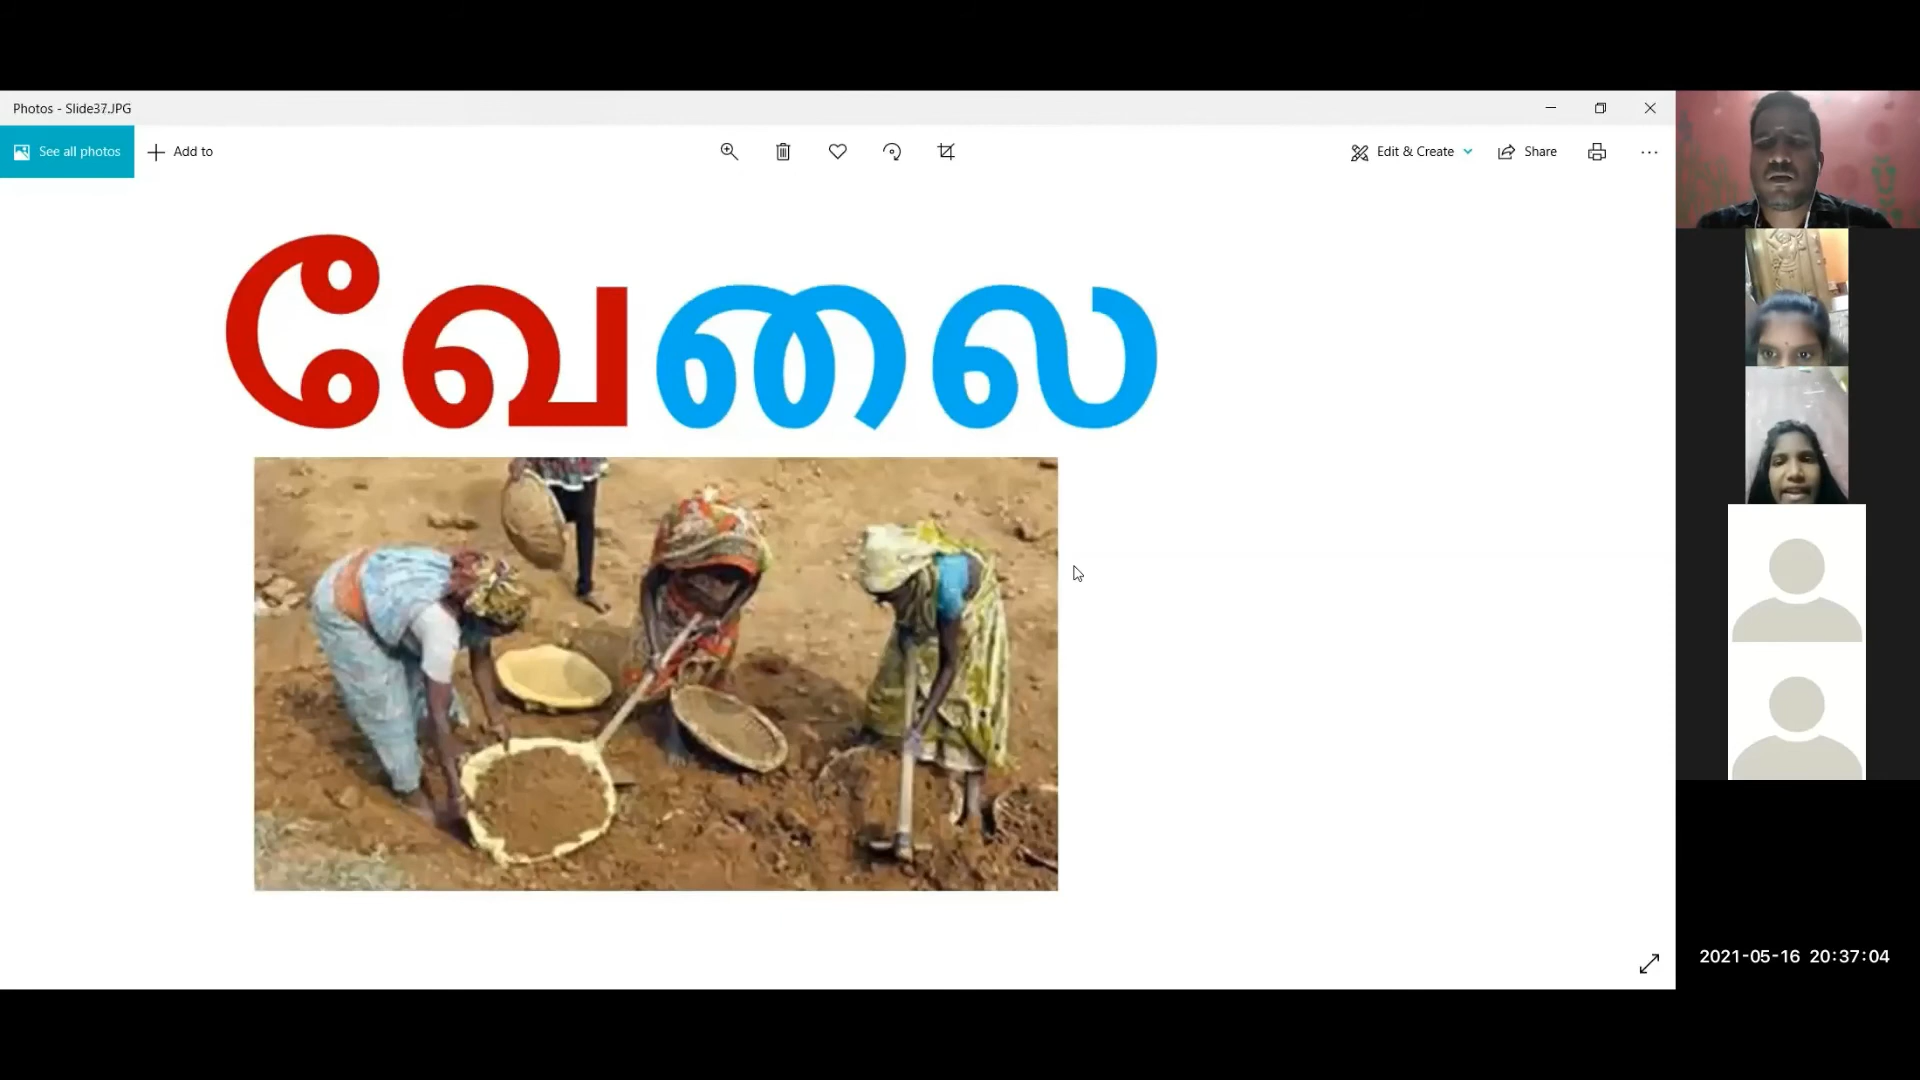 Photos - Slide37.JPG
See all photos
Add to
Edit & Create
Share
வேலை
2021-05-16 20:37:04